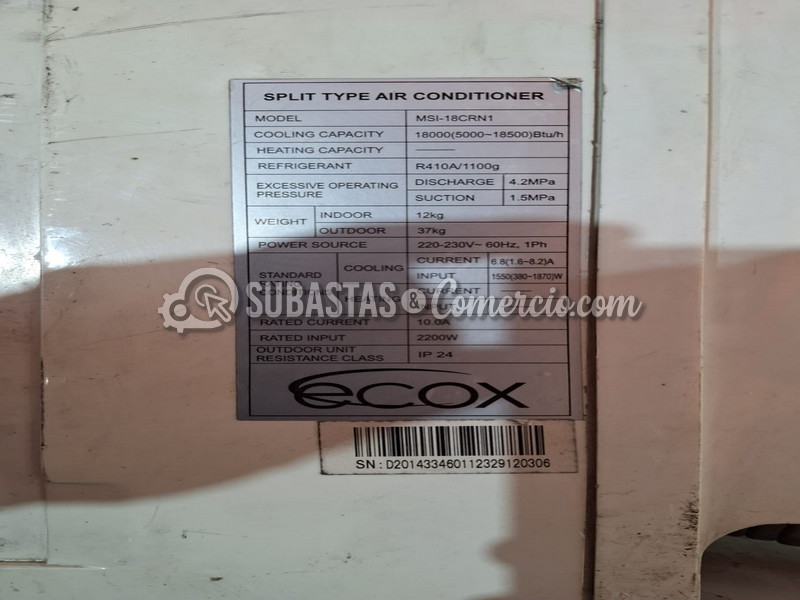 SPLIT TYPE AIR CONDITIONER
MODEL MSI-18CRN1
COOLING CAPACITY 18000(5000~18500)Btu/h
HEATING CAPACITY ——
REFRIGERANT R410A/1100g
EXCESSIVE OPERATING PRESSURE DISCHARGE 4.2MPa
SUCTION 1.5MPa
WEIGHT INDOOR 12kg
OUTDOOR 37kg
POWER SOURCE 220-230V~ 60Hz, 1Ph
STANDARD COOLING CURRENT 6.8(1.6~8.2)A
INPUT 1550(380~1870)W
HEATING CURRENT
SUBASTAS & Comercio.com
RATED CURRENT 10.0A
RATED INPUT 2200W
OUTDOOR UNIT RESISTANCE CLASS IP 24
ecox
SN : D201433460112329120306